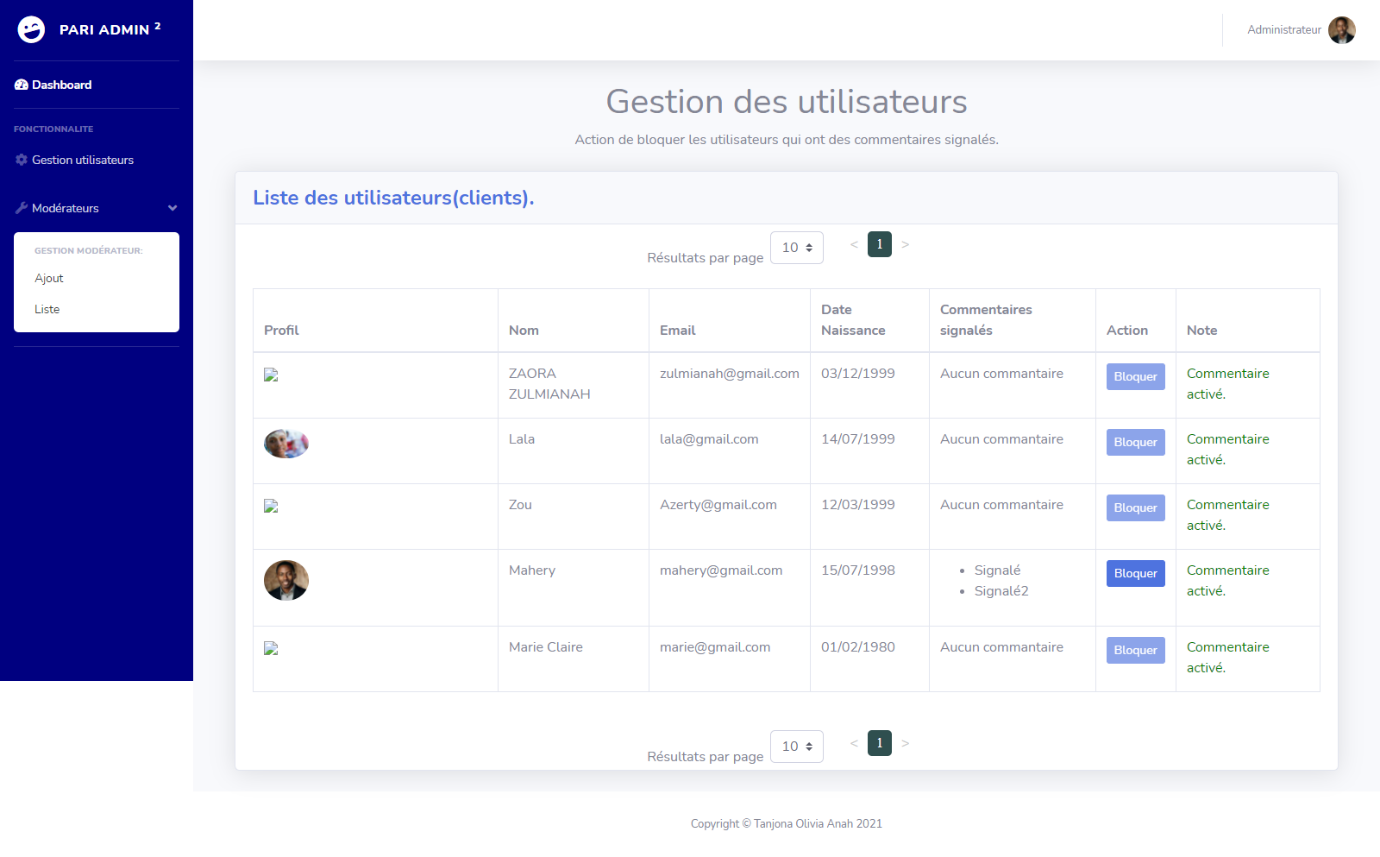 PARI ADMIN 2
Administrateur
Dashboard
FONCTIONNALITE
Gestion utilisateurs
Modérateurs
GESTION MODÉRATEUR:
Ajout
Liste
Gestion des utilisateurs
Action de bloquer les utilisateurs qui ont des commentaires signalés.
Liste des utilisateurs(clients).
Résultats par page 10 < 1 >
Profil Nom Email Date Naissance Commentaires signalés Action Note
ZAORA ZULMIANAH zulmianah@gmail.com 03/12/1999 Aucun commantaire Bloquer Commentaire activé.
Lala lala@gmail.com 14/07/1999 Aucun commantaire Bloquer Commentaire activé.
Zou Azerty@gmail.com 12/03/1999 Aucun commantaire Bloquer Commentaire activé.
Mahery mahery@gmail.com 15/07/1998 • Signalé • Signalé2 Bloquer Commentaire activé.
Marie Claire marie@gmail.com 01/02/1980 Aucun commantaire Bloquer Commentaire activé.
Résultats par page 10 < 1 >
Copyright © Tanjona Olivia Anah 2021